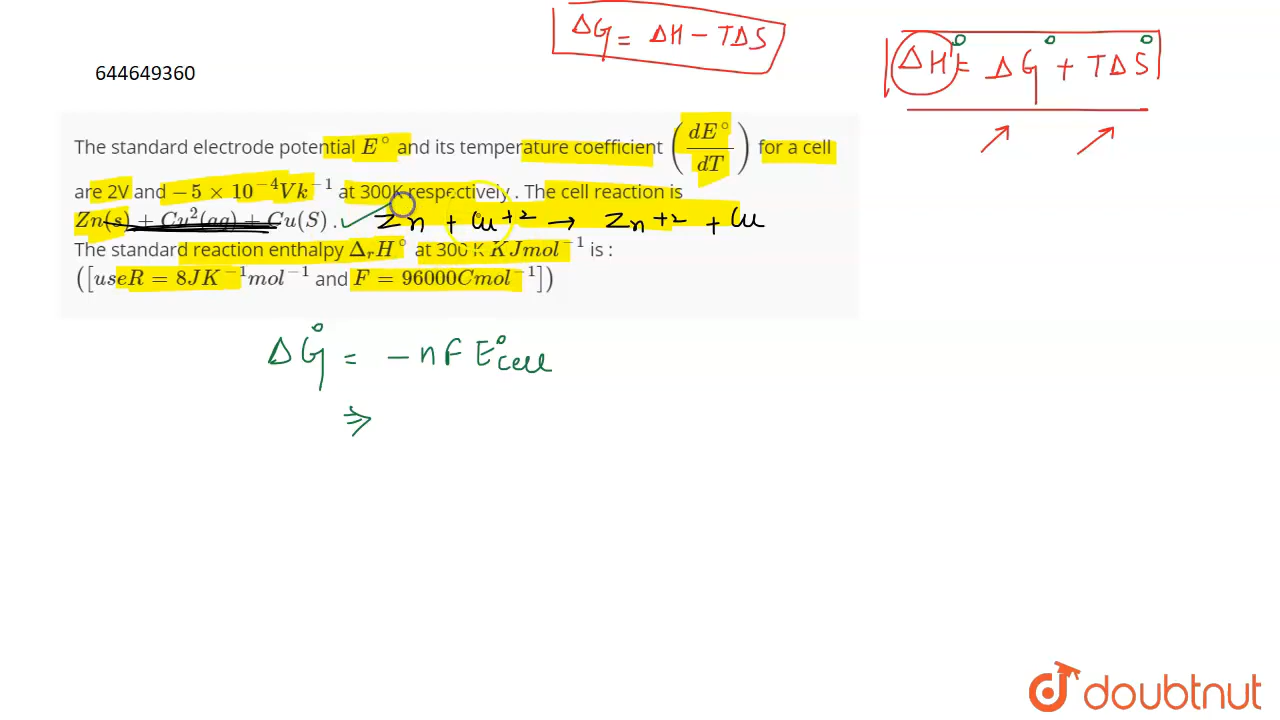 ΔG = ΔH − TΔS
ΔH° = ΔG° + TΔS°
644649360
The standard electrode potential E° and its temperature coefficient (dE°/dT) for a cell
are 2V and −5 × 10⁻⁴Vk⁻¹ at 300K respectively . The cell reaction is
Zn(s) + Cu²(aq) + Cu(S) . ✓ Zn + Cu⁺² → Zn⁺² + Cu
The standard reaction enthalpy ΔᵣH° at 300 K KJmol⁻¹ is :
([useR = 8JK⁻¹mol⁻¹ and F = 96000Cmol⁻¹])
ΔG° = − nFE°cell
⇒
doubtnut